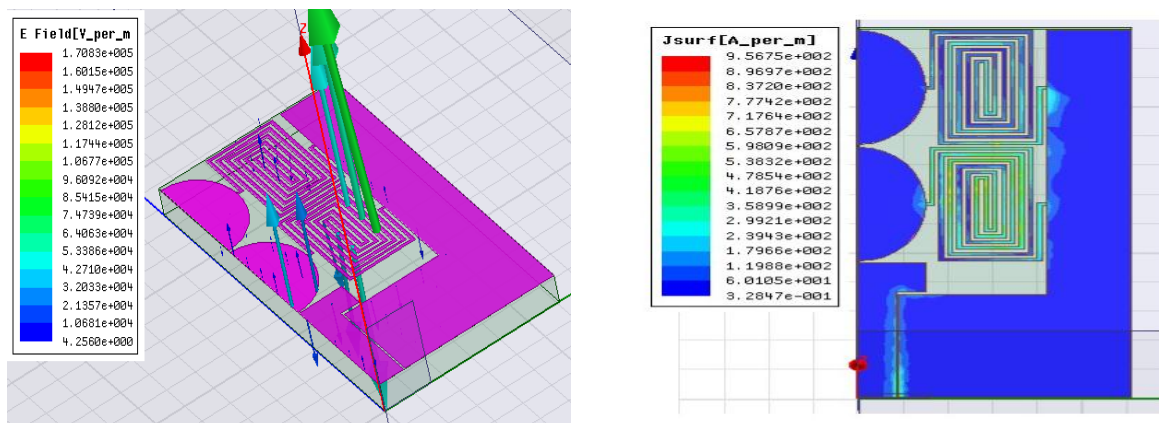 E Field[V_per_m
1.7083e+005
1.6015e+005
1.4947e+005
1.3880e+005
1.2812e+005
1.1744e+005
1.0677e+005
9.6092e+004
8.5415e+004
7.4739e+004
6.4063e+004
5.3386e+004
4.2710e+004
3.2033e+004
2.1357e+004
1.0681e+004
4.2560e+000
Z
Jsurf[A_per_m]
9.5675e+002
8.9697e+002
8.3720e+002
7.7742e+002
7.1764e+002
6.5787e+002
5.9809e+002
5.3832e+002
4.7854e+002
4.1876e+002
3.5899e+002
2.9921e+002
2.3943e+002
1.7966e+002
1.1988e+002
6.0105e+001
3.2847e-001